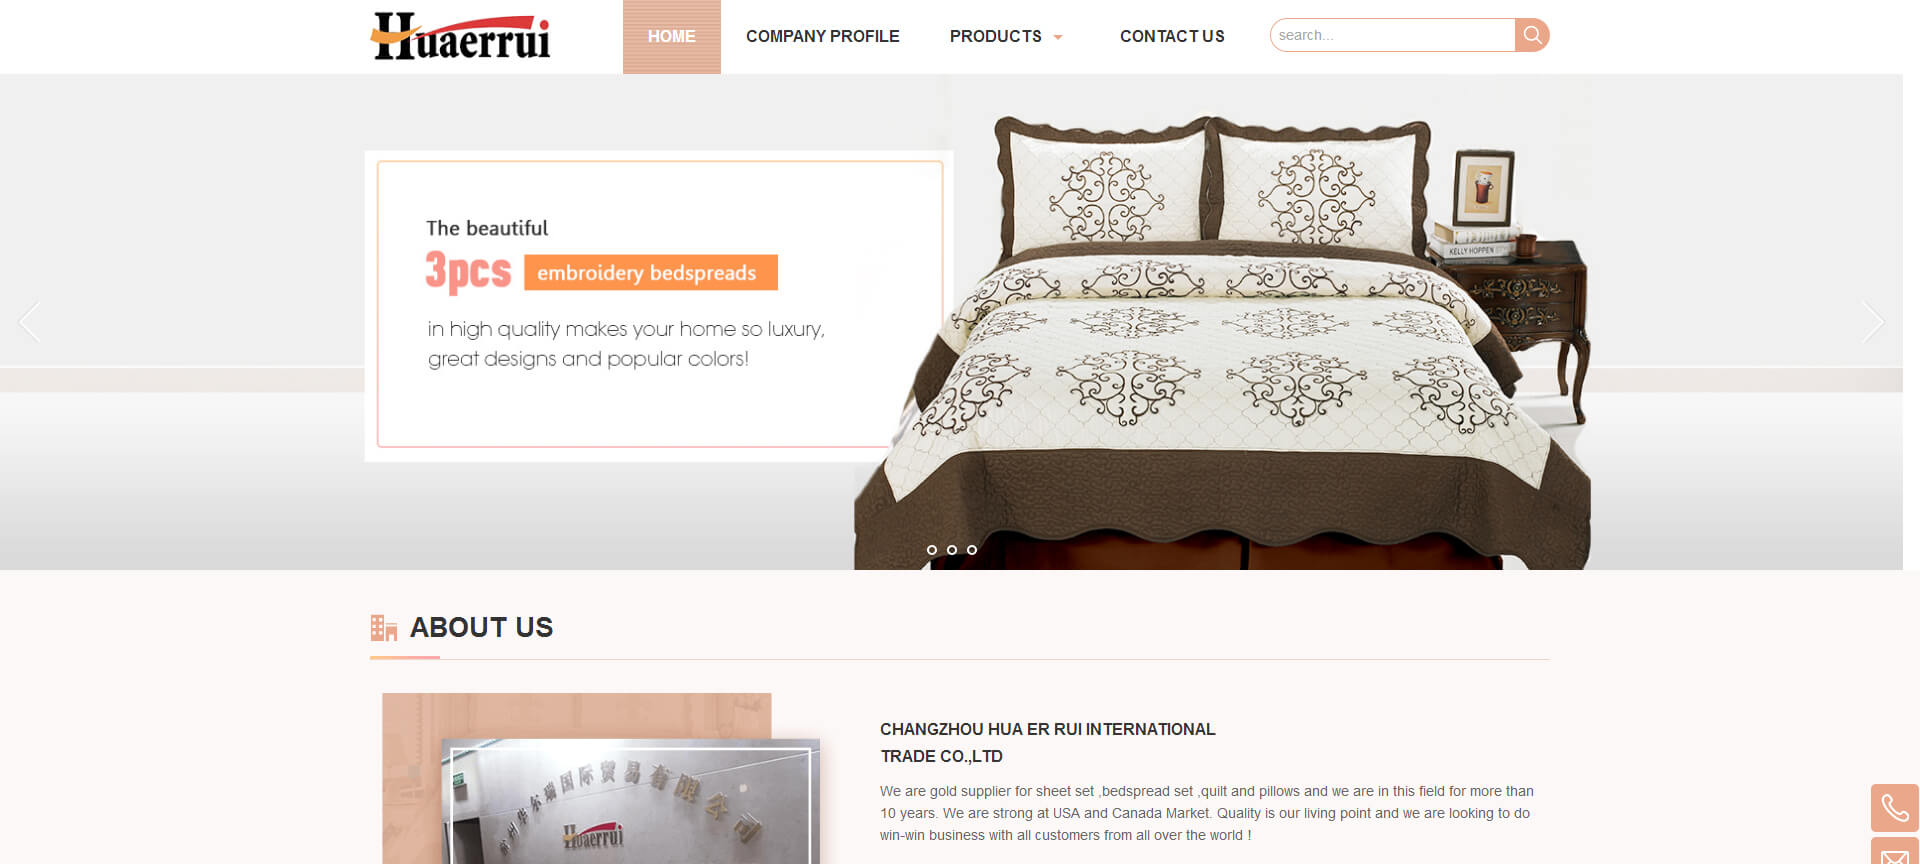 Huaerrui
HOME
COMPANY PROFILE
PRODUCTS
CONTACT US
search...
The beautiful
3pcs
embroidery bedspreads
in high quality makes your home so luxury,
great designs and popular colors!
KELLY HOPPEN
ABOUT US
CHANGZHOU HUA ER RUI INTERNATIONAL
TRADE CO.,LTD
We are gold supplier for sheet set ,bedspread set ,quilt and pillows and we are in this field for more than
10 years. We are strong at USA and Canada Market. Quality is our living point and we are looking to do
win-win business with all customers from all over the world！
常州华尔瑞国际贸易有限公司
Huaerrui